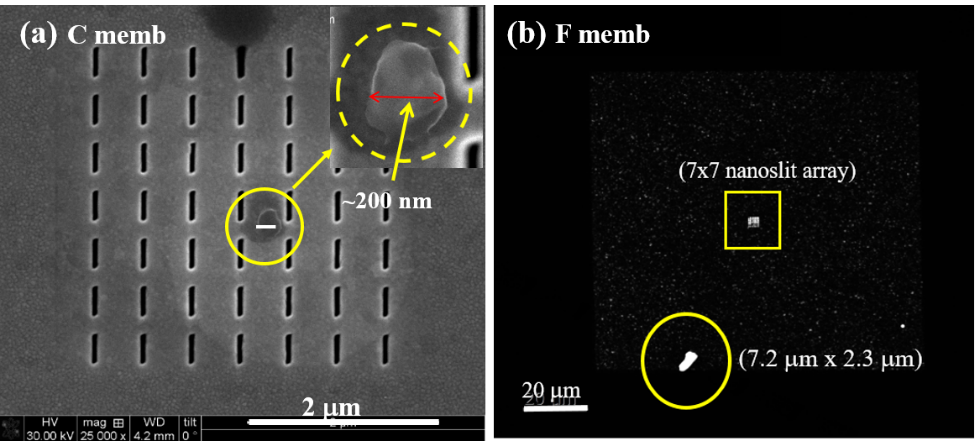 (a) C memb
m
~200 nm
HV
mag
WD
tilt
30.00 kV
25 000 x
4.2 mm
0°
2 μm
(b) F memb
(7x7 nanoslit array)
(7.2 μm x 2.3 μm)
20 μm